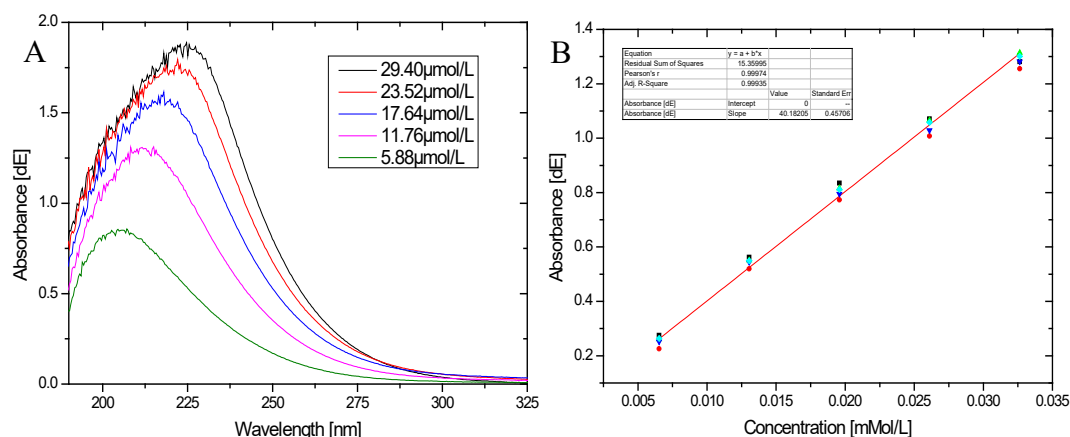 A
Absorbance [dE]
2.0
1.5
1.0
0.5
0.0
29.40µmol/L
23.52µmol/L
17.64µmol/L
11.76µmol/L
5.88µmol/L
200 225 250 275 300 325
Wavelength [nm]
B
Absorbance [dE]
1.4
1.2
1.0
0.8
0.6
0.4
0.2
Equation y = a + b*x
Residual Sum of Squares 15.35995
Pearson's r 0.99974
Adj. R-Square 0.99935
Value Standard Err
Absorbance [dE] Intercept 0 --
Absorbance [dE] Slope 40.18205 0.45706
0.005 0.010 0.015 0.020 0.025 0.030 0.035
Concentration [mMol/L]